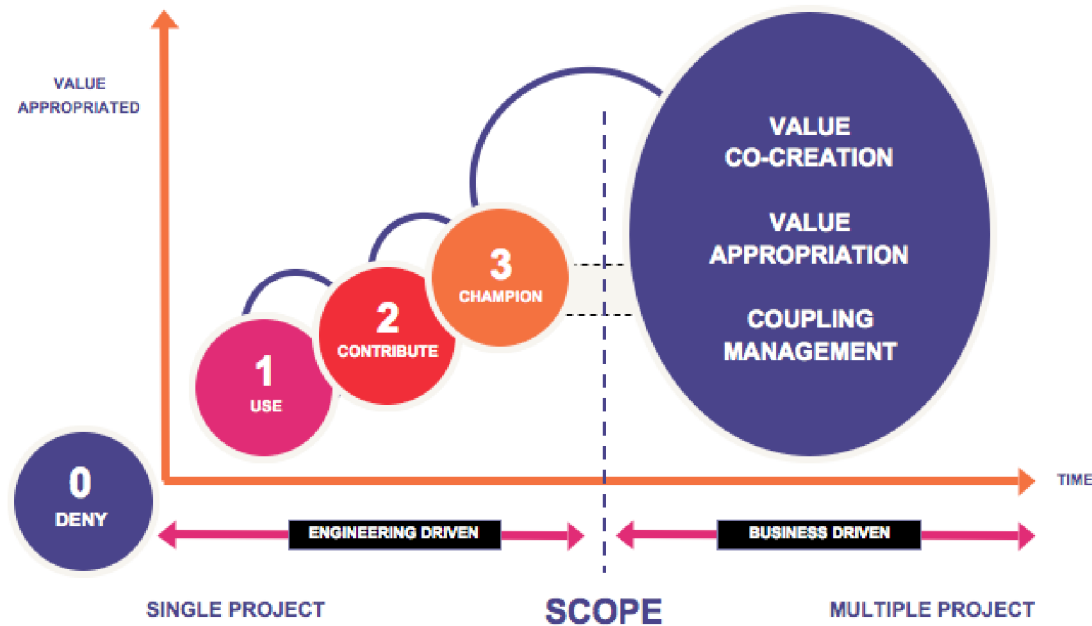 VALUE
APPROPRIATED
VALUE
CO-CREATION
VALUE
APPROPRIATION
COUPLING
MANAGEMENT
3
CHAMPION
2
CONTRIBUTE
1
USE
0
DENY
TIME
ENGINEERING DRIVEN
BUSINESS DRIVEN
SINGLE PROJECT
SCOPE
MULTIPLE PROJECT